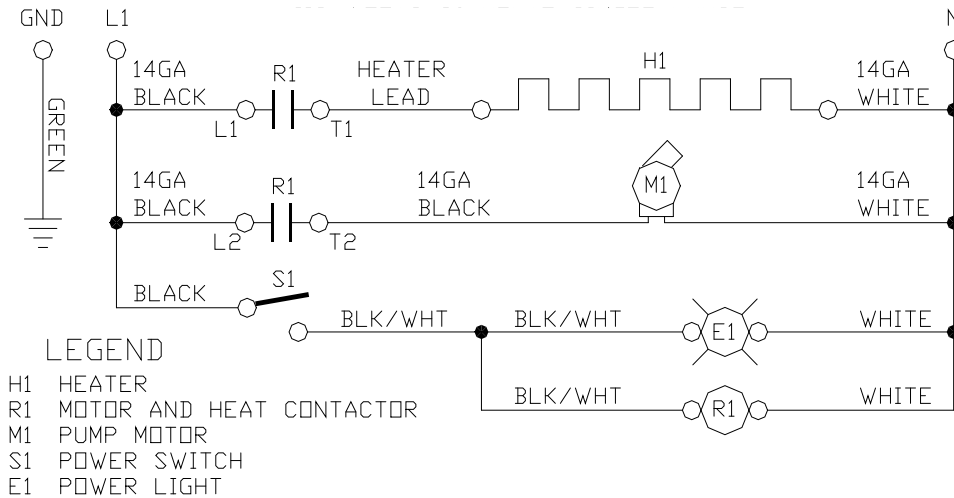 GND L1 N
14GA R1 HEATER H1 14GA
BLACK LEAD WHITE
L1 T1
GREEN
14GA R1 14GA M1 14GA
BLACK BLACK WHITE
L2 T2
S1
BLACK
BLK/WHT BLK/WHT E1 WHITE
BLK/WHT R1 WHITE
LEGEND
H1 HEATER
R1 MOTOR AND HEAT CONTACTOR
M1 PUMP MOTOR
S1 POWER SWITCH
E1 POWER LIGHT